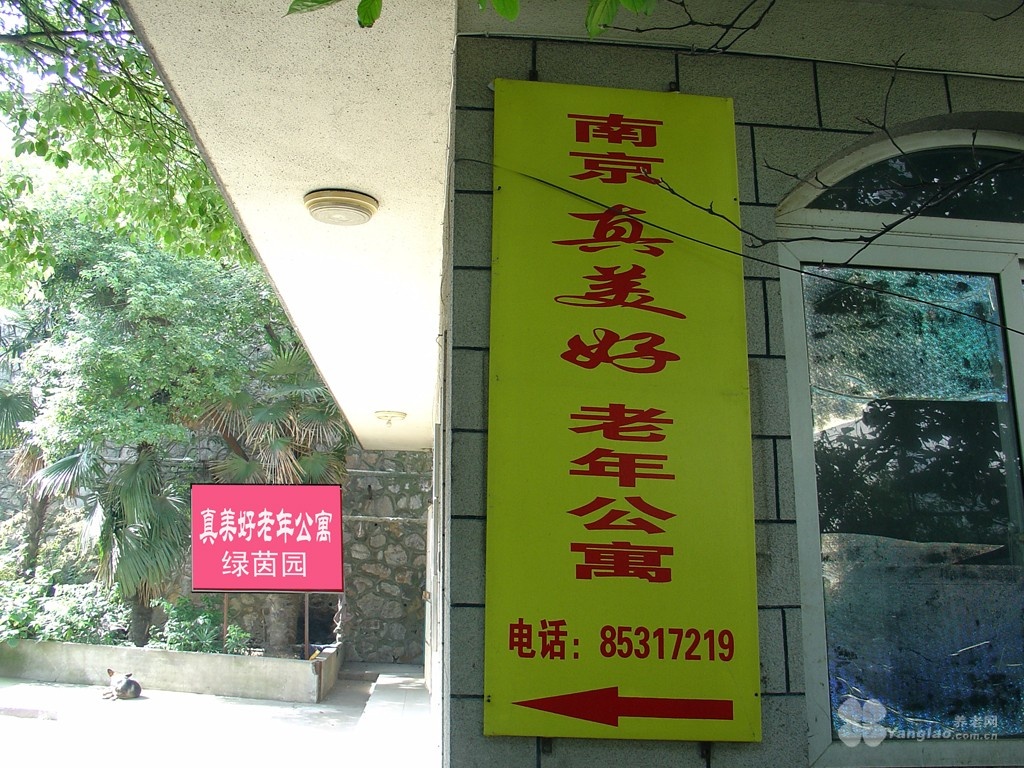 南京 真美好 老年公寓
电话：85317219
真美好老年公寓
绿茵园
养老网
Yanglao.com.cn